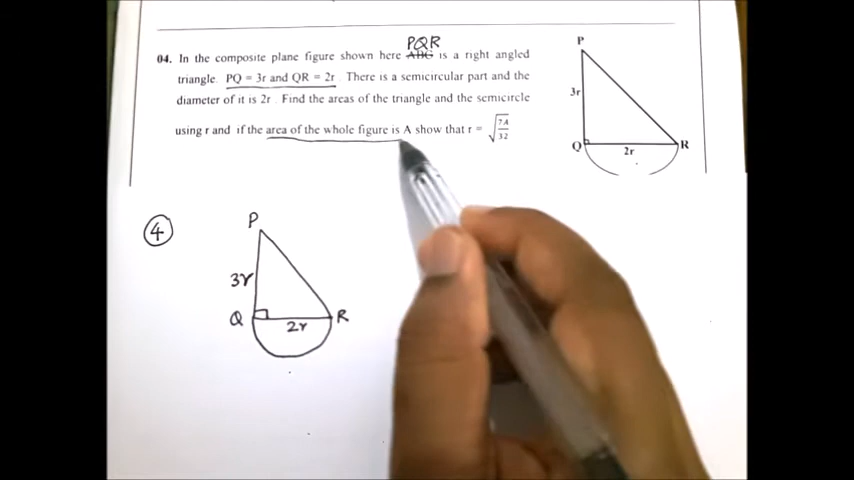 PQR
04. In the composite plane figure shown here ABC is a right angled
triangle. PQ = 3r and QR = 2r . There is a semicircular part and the
diameter of it is 2r . Find the areas of the triangle and the semicircle
using r and if the area of the whole figure is A show that r = √(7A/32)
P
3r
Q
2r
R
4
P
3r
Q
2r
R